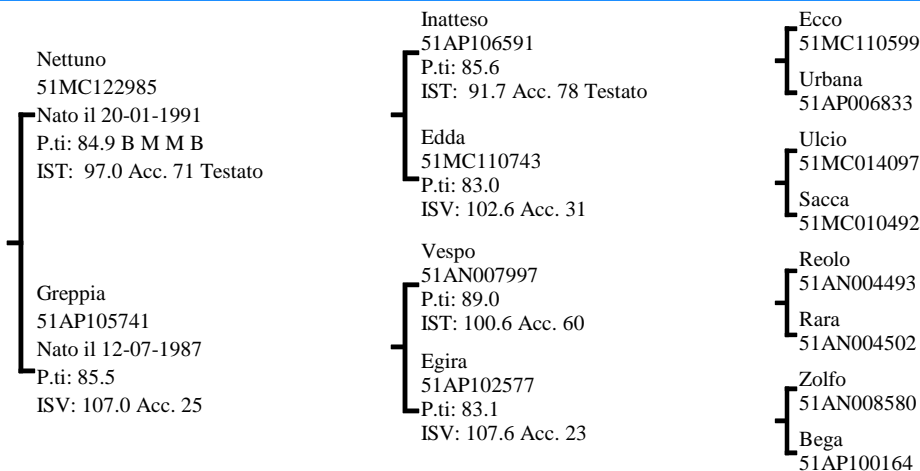 Nettuno
51MC122985
Nato il 20-01-1991
P.ti: 84.9 B M M B
IST: 97.0 Acc. 71 Testato
Greppia
51AP105741
Nato il 12-07-1987
P.ti: 85.5
ISV: 107.0 Acc. 25
Inatteso
51AP106591
P.ti: 85.6
IST: 91.7 Acc. 78 Testato
Edda
51MC110743
P.ti: 83.0
ISV: 102.6 Acc. 31
Vespo
51AN007997
P.ti: 89.0
IST: 100.6 Acc. 60
Egira
51AP102577
P.ti: 83.1
ISV: 107.6 Acc. 23
Ecco
51MC110599
Urbana
51AP006833
Ulcio
51MC014097
Sacca
51MC010492
Reolo
51AN004493
Rara
51AN004502
Zolfo
51AN008580
Bega
51AP100164